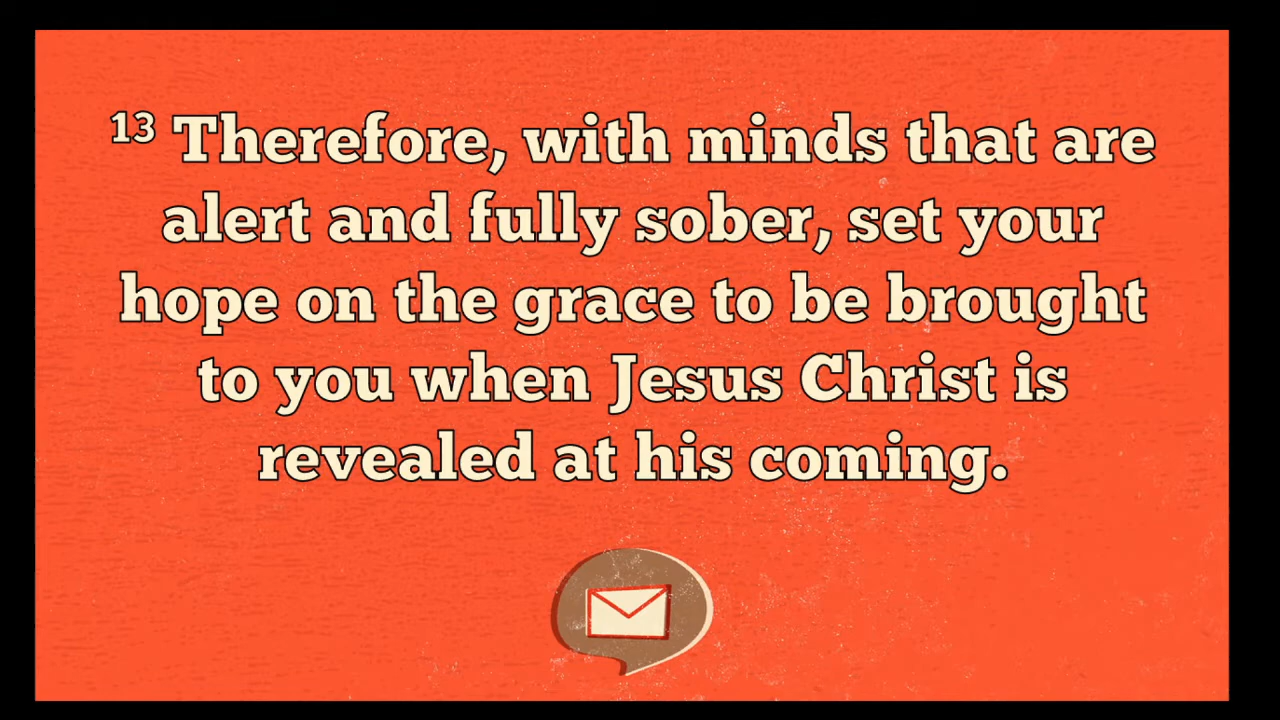 13 Therefore, with minds that are
alert and fully sober, set your
hope on the grace to be brought
to you when Jesus Christ is
revealed at his coming.